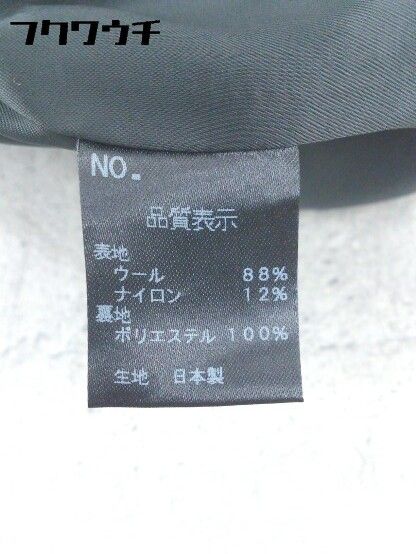 フクワウチ
NO.
品質表示
表地
ウール 88%
ナイロン 12%
裏地
ポリエステル 100%
生地 日本製